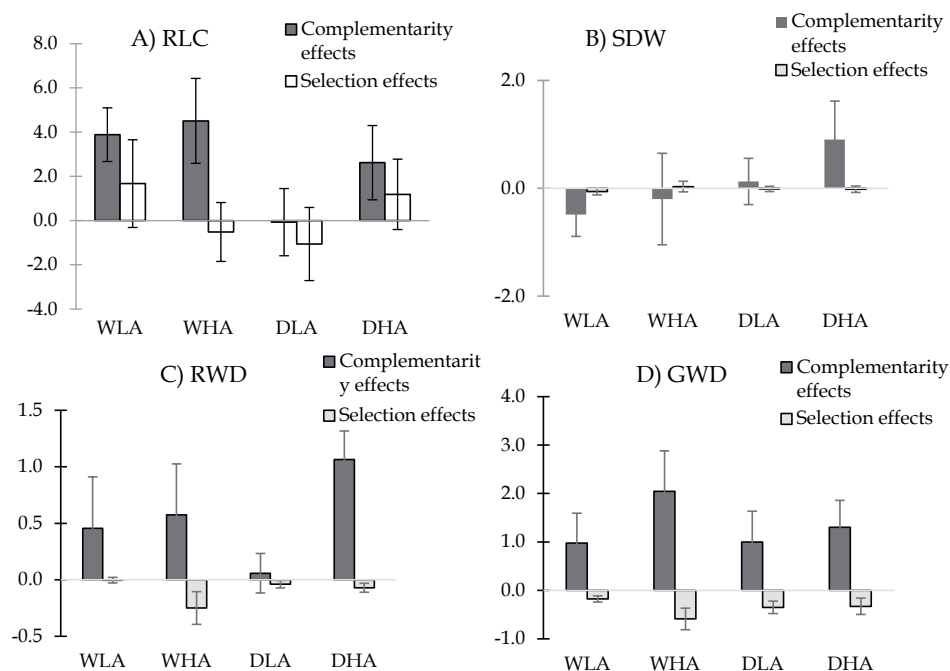 A) RLC
Complementarity
effects
Selection effects
8.0
6.0
4.0
2.0
0.0
-2.0
-4.0
WLA
WHA
DLA
DHA
B) SDW
Complementarity
effects
Selection effects
2.0
0.0
-2.0
WLA
WHA
DLA
DHA
C) RWD
Complementarit
y effects
Selection effects
1.5
1.0
0.5
0.0
-0.5
WLA
WHA
DLA
DHA
D) GWD
Complementarity
effects
Selection effects
4.0
3.0
2.0
1.0
0.0
-1.0
WLA
WHA
DLA
DHA